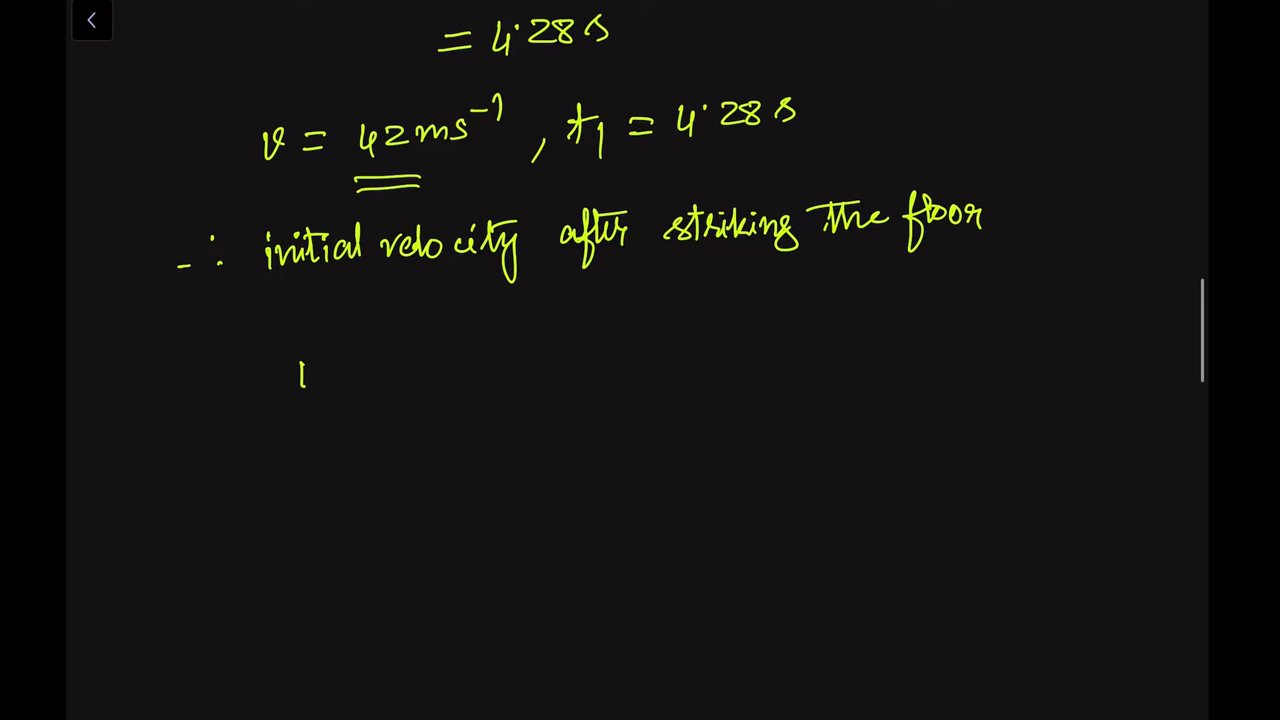 = 4.28 s
v = 42 ms⁻¹ , t₁ = 4.28 s
∴ initial velocity after striking the floor